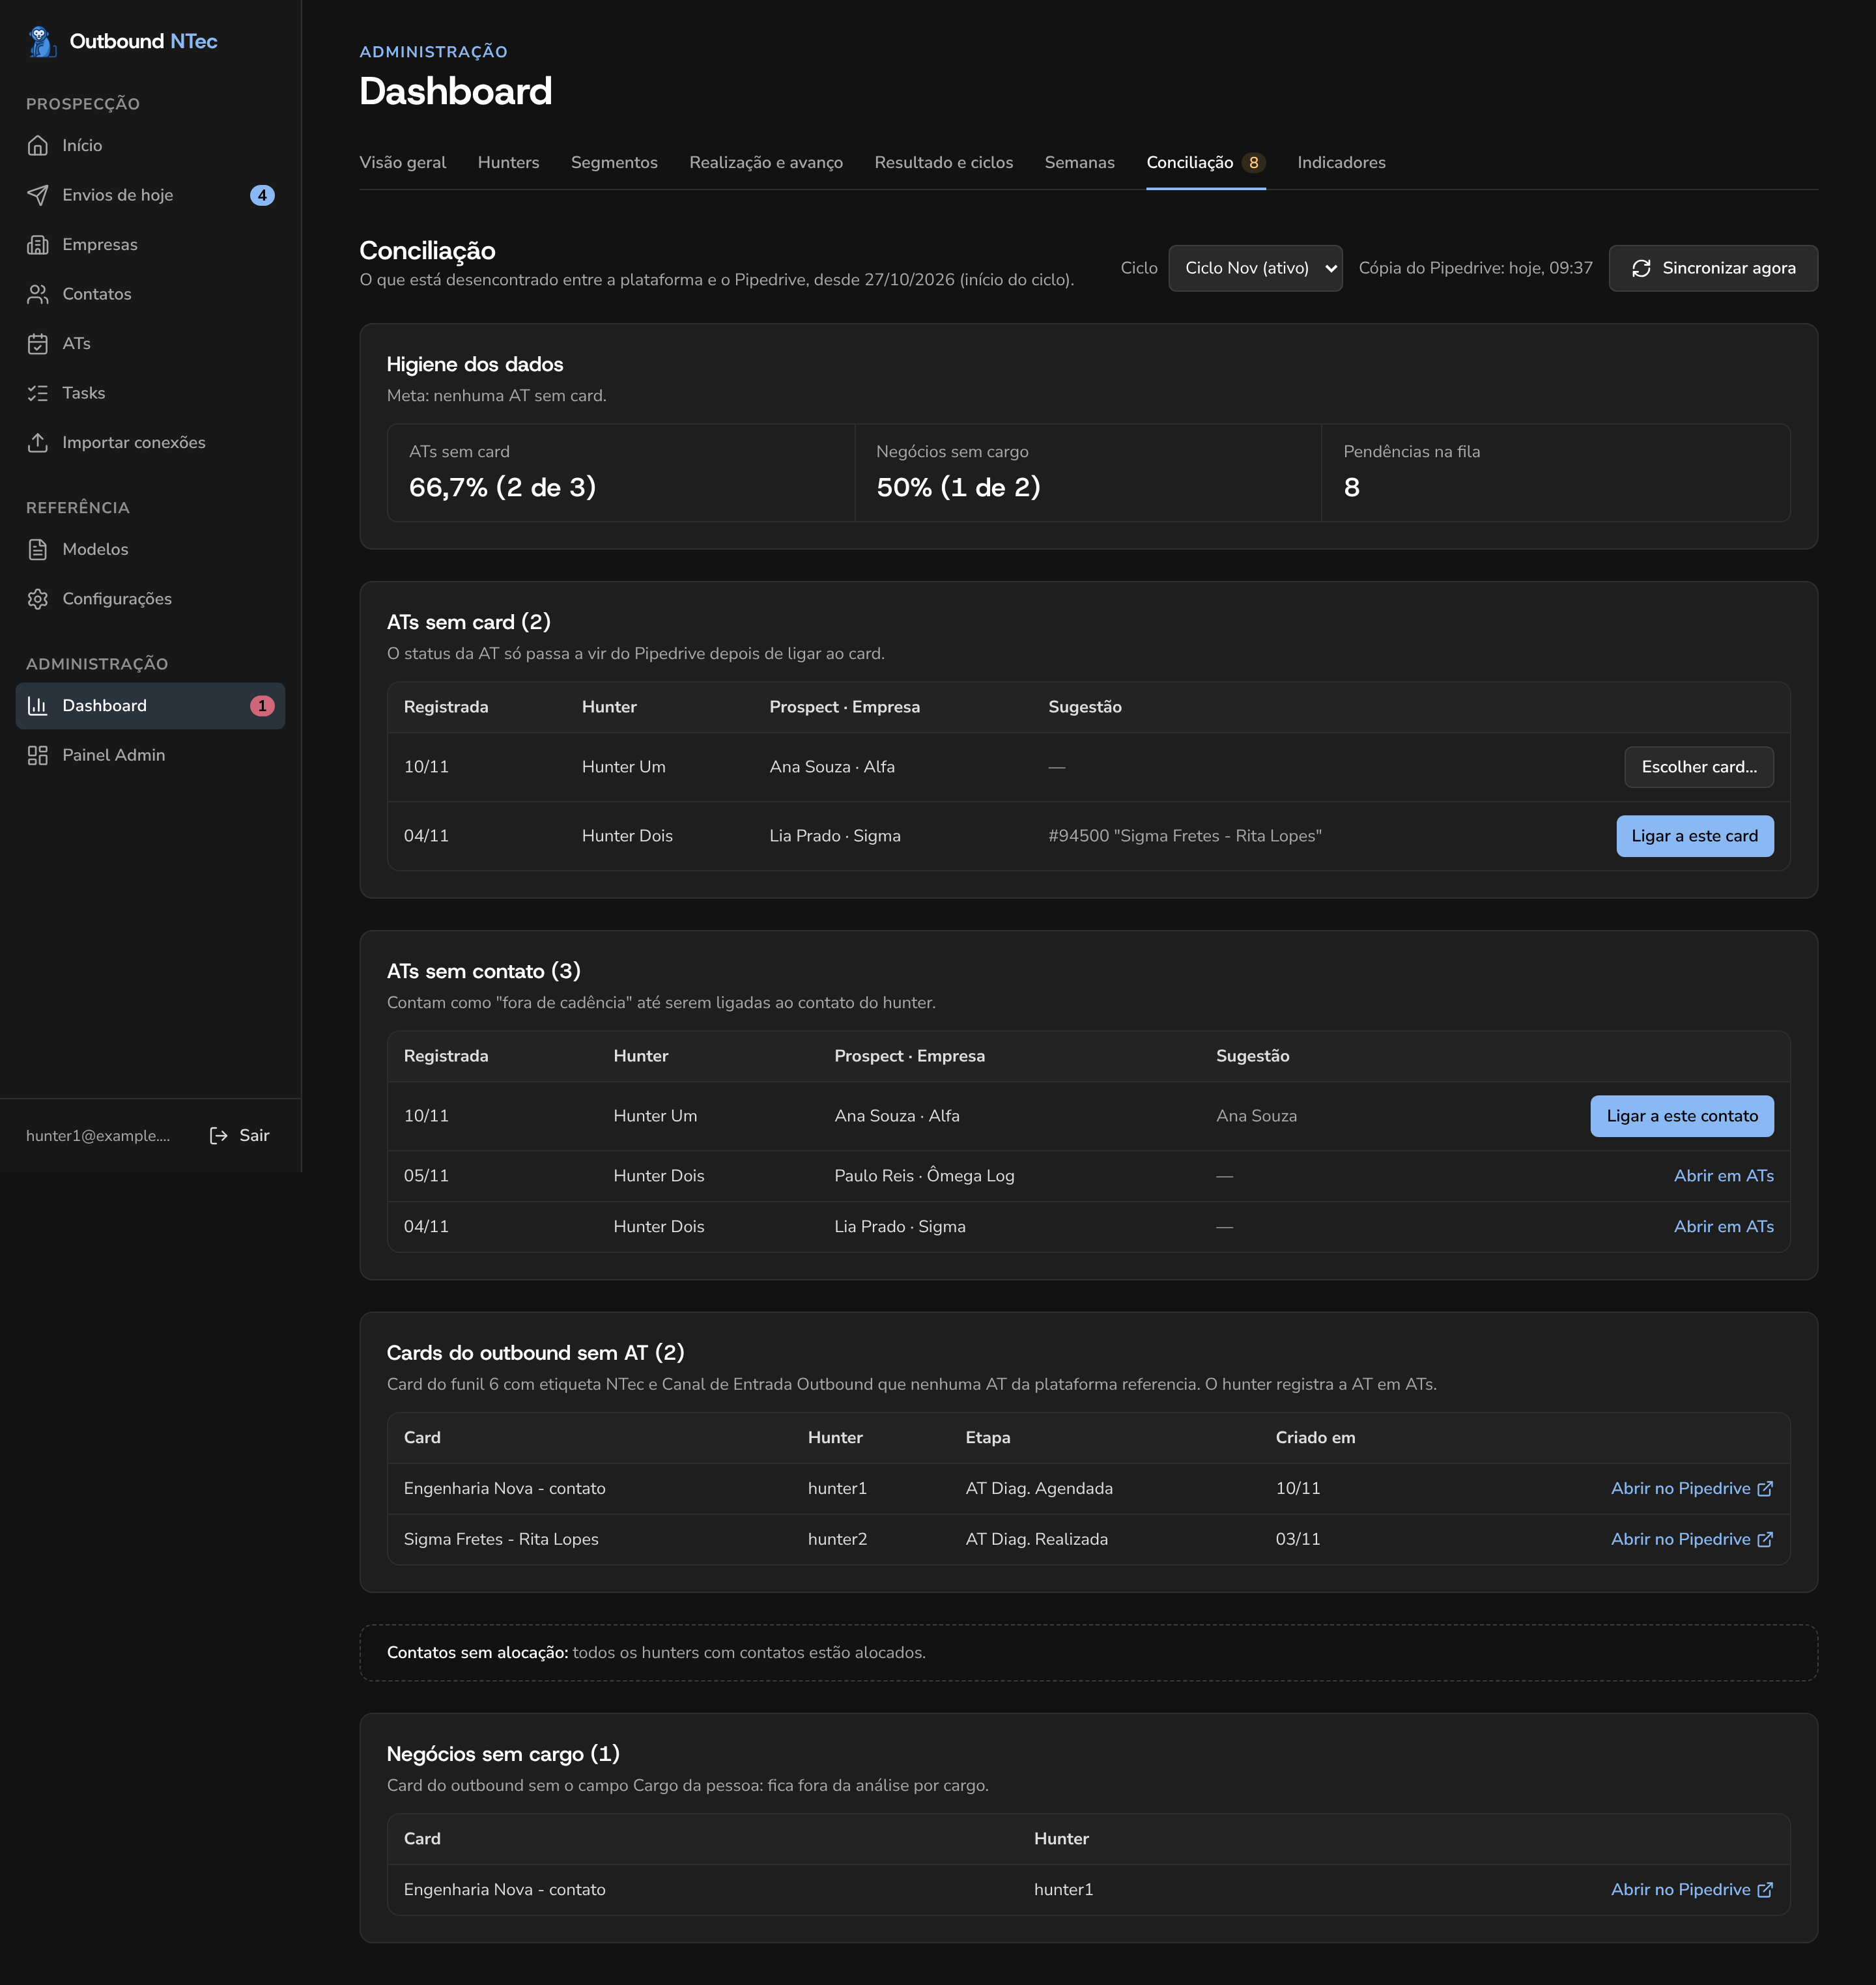 Outbound NTec
PROSPECÇÃO
Início
Envios de hoje 4
Empresas
Contatos
ATs
Tasks
Importar conexões
REFERÊNCIA
Modelos
Configurações
ADMINISTRAÇÃO
Dashboard 1
Painel Admin
hunter1@example.... Sair
ADMINISTRAÇÃO
Dashboard
Visão geral Hunters Segmentos Realização e avanço Resultado e ciclos Semanas Conciliação 8 Indicadores
Conciliação
O que está desencontrado entre a plataforma e o Pipedrive, desde 27/10/2026 (início do ciclo).
Ciclo Ciclo Nov (ativo) Cópia do Pipedrive: hoje, 09:37 Sincronizar agora
Higiene dos dados
Meta: nenhuma AT sem card.
ATs sem card Negócios sem cargo Pendências na fila
66,7% (2 de 3) 50% (1 de 2) 8
ATs sem card (2)
O status da AT só passa a vir do Pipedrive depois de ligar ao card.
Registrada Hunter Prospect · Empresa Sugestão
10/11 Hunter Um Ana Souza · Alfa — Escolher card...
04/11 Hunter Dois Lia Prado · Sigma #94500 "Sigma Fretes - Rita Lopes" Ligar a este card
ATs sem contato (3)
Contam como "fora de cadência" até serem ligadas ao contato do hunter.
Registrada Hunter Prospect · Empresa Sugestão
10/11 Hunter Um Ana Souza · Alfa Ana Souza Ligar a este contato
05/11 Hunter Dois Paulo Reis · Ômega Log — Abrir em ATs
04/11 Hunter Dois Lia Prado · Sigma — Abrir em ATs
Cards do outbound sem AT (2)
Card do funil 6 com etiqueta NTec e Canal de Entrada Outbound que nenhuma AT da plataforma referencia. O hunter registra a AT em ATs.
Card Hunter Etapa Criado em
Engenharia Nova - contato hunter1 AT Diag. Agendada 10/11 Abrir no Pipedrive
Sigma Fretes - Rita Lopes hunter2 AT Diag. Realizada 03/11 Abrir no Pipedrive
Contatos sem alocação: todos os hunters com contatos estão alocados.
Negócios sem cargo (1)
Card do outbound sem o campo Cargo da pessoa: fica fora da análise por cargo.
Card Hunter
Engenharia Nova - contato hunter1 Abrir no Pipedrive